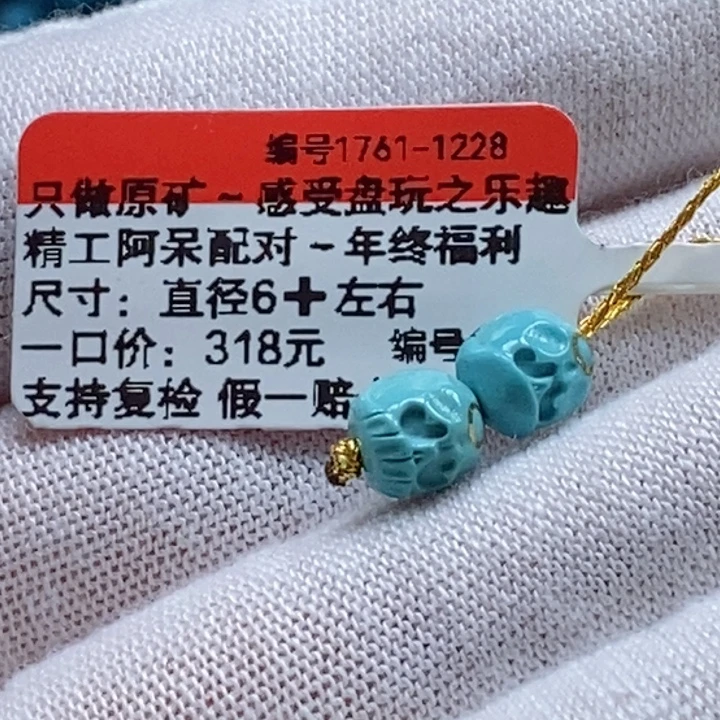 编号1761-1228
只做原矿~感受盘玩之乐趣
精工阿呆配对~年终福利
尺寸：直径6+左右
一口价：318元 编号
支持复检 假一赔